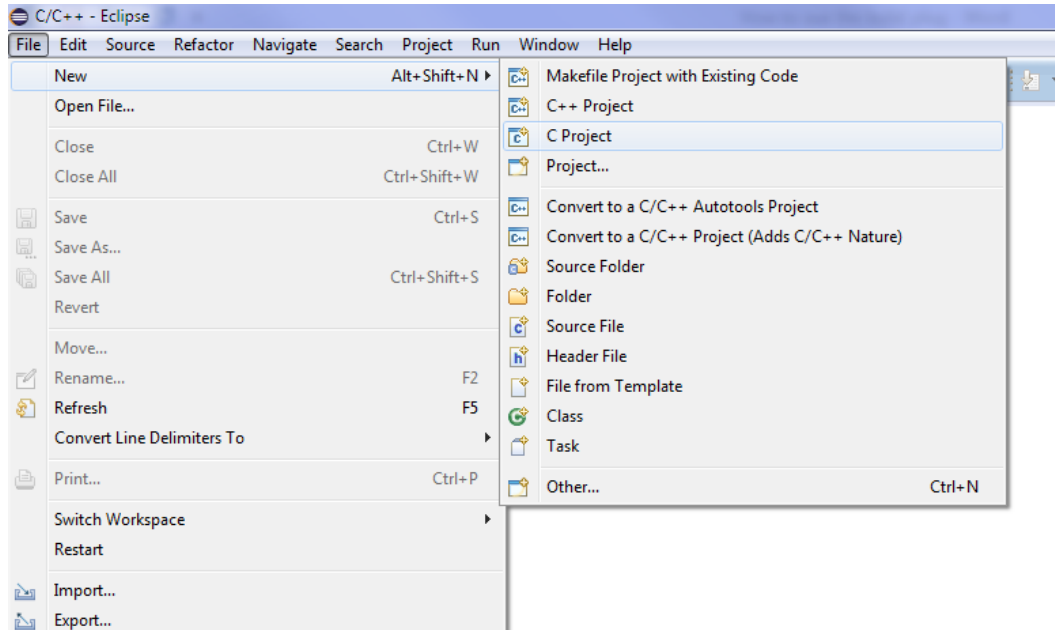 C/C++ - Eclipse
File Edit Source Refactor Navigate Search Project Run Window Help
New Alt+Shift+N
Open File...
Close Ctrl+W
Close All Ctrl+Shift+W
Save Ctrl+S
Save As...
Save All Ctrl+Shift+S
Revert
Move...
Rename... F2
Refresh F5
Convert Line Delimiters To
Print... Ctrl+P
Switch Workspace
Restart
Import...
Export...
Makefile Project with Existing Code
C++ Project
C Project
Project...
Convert to a C/C++ Autotools Project
Convert to a C/C++ Project (Adds C/C++ Nature)
Source Folder
Folder
Source File
Header File
File from Template
Class
Task
Other... Ctrl+N